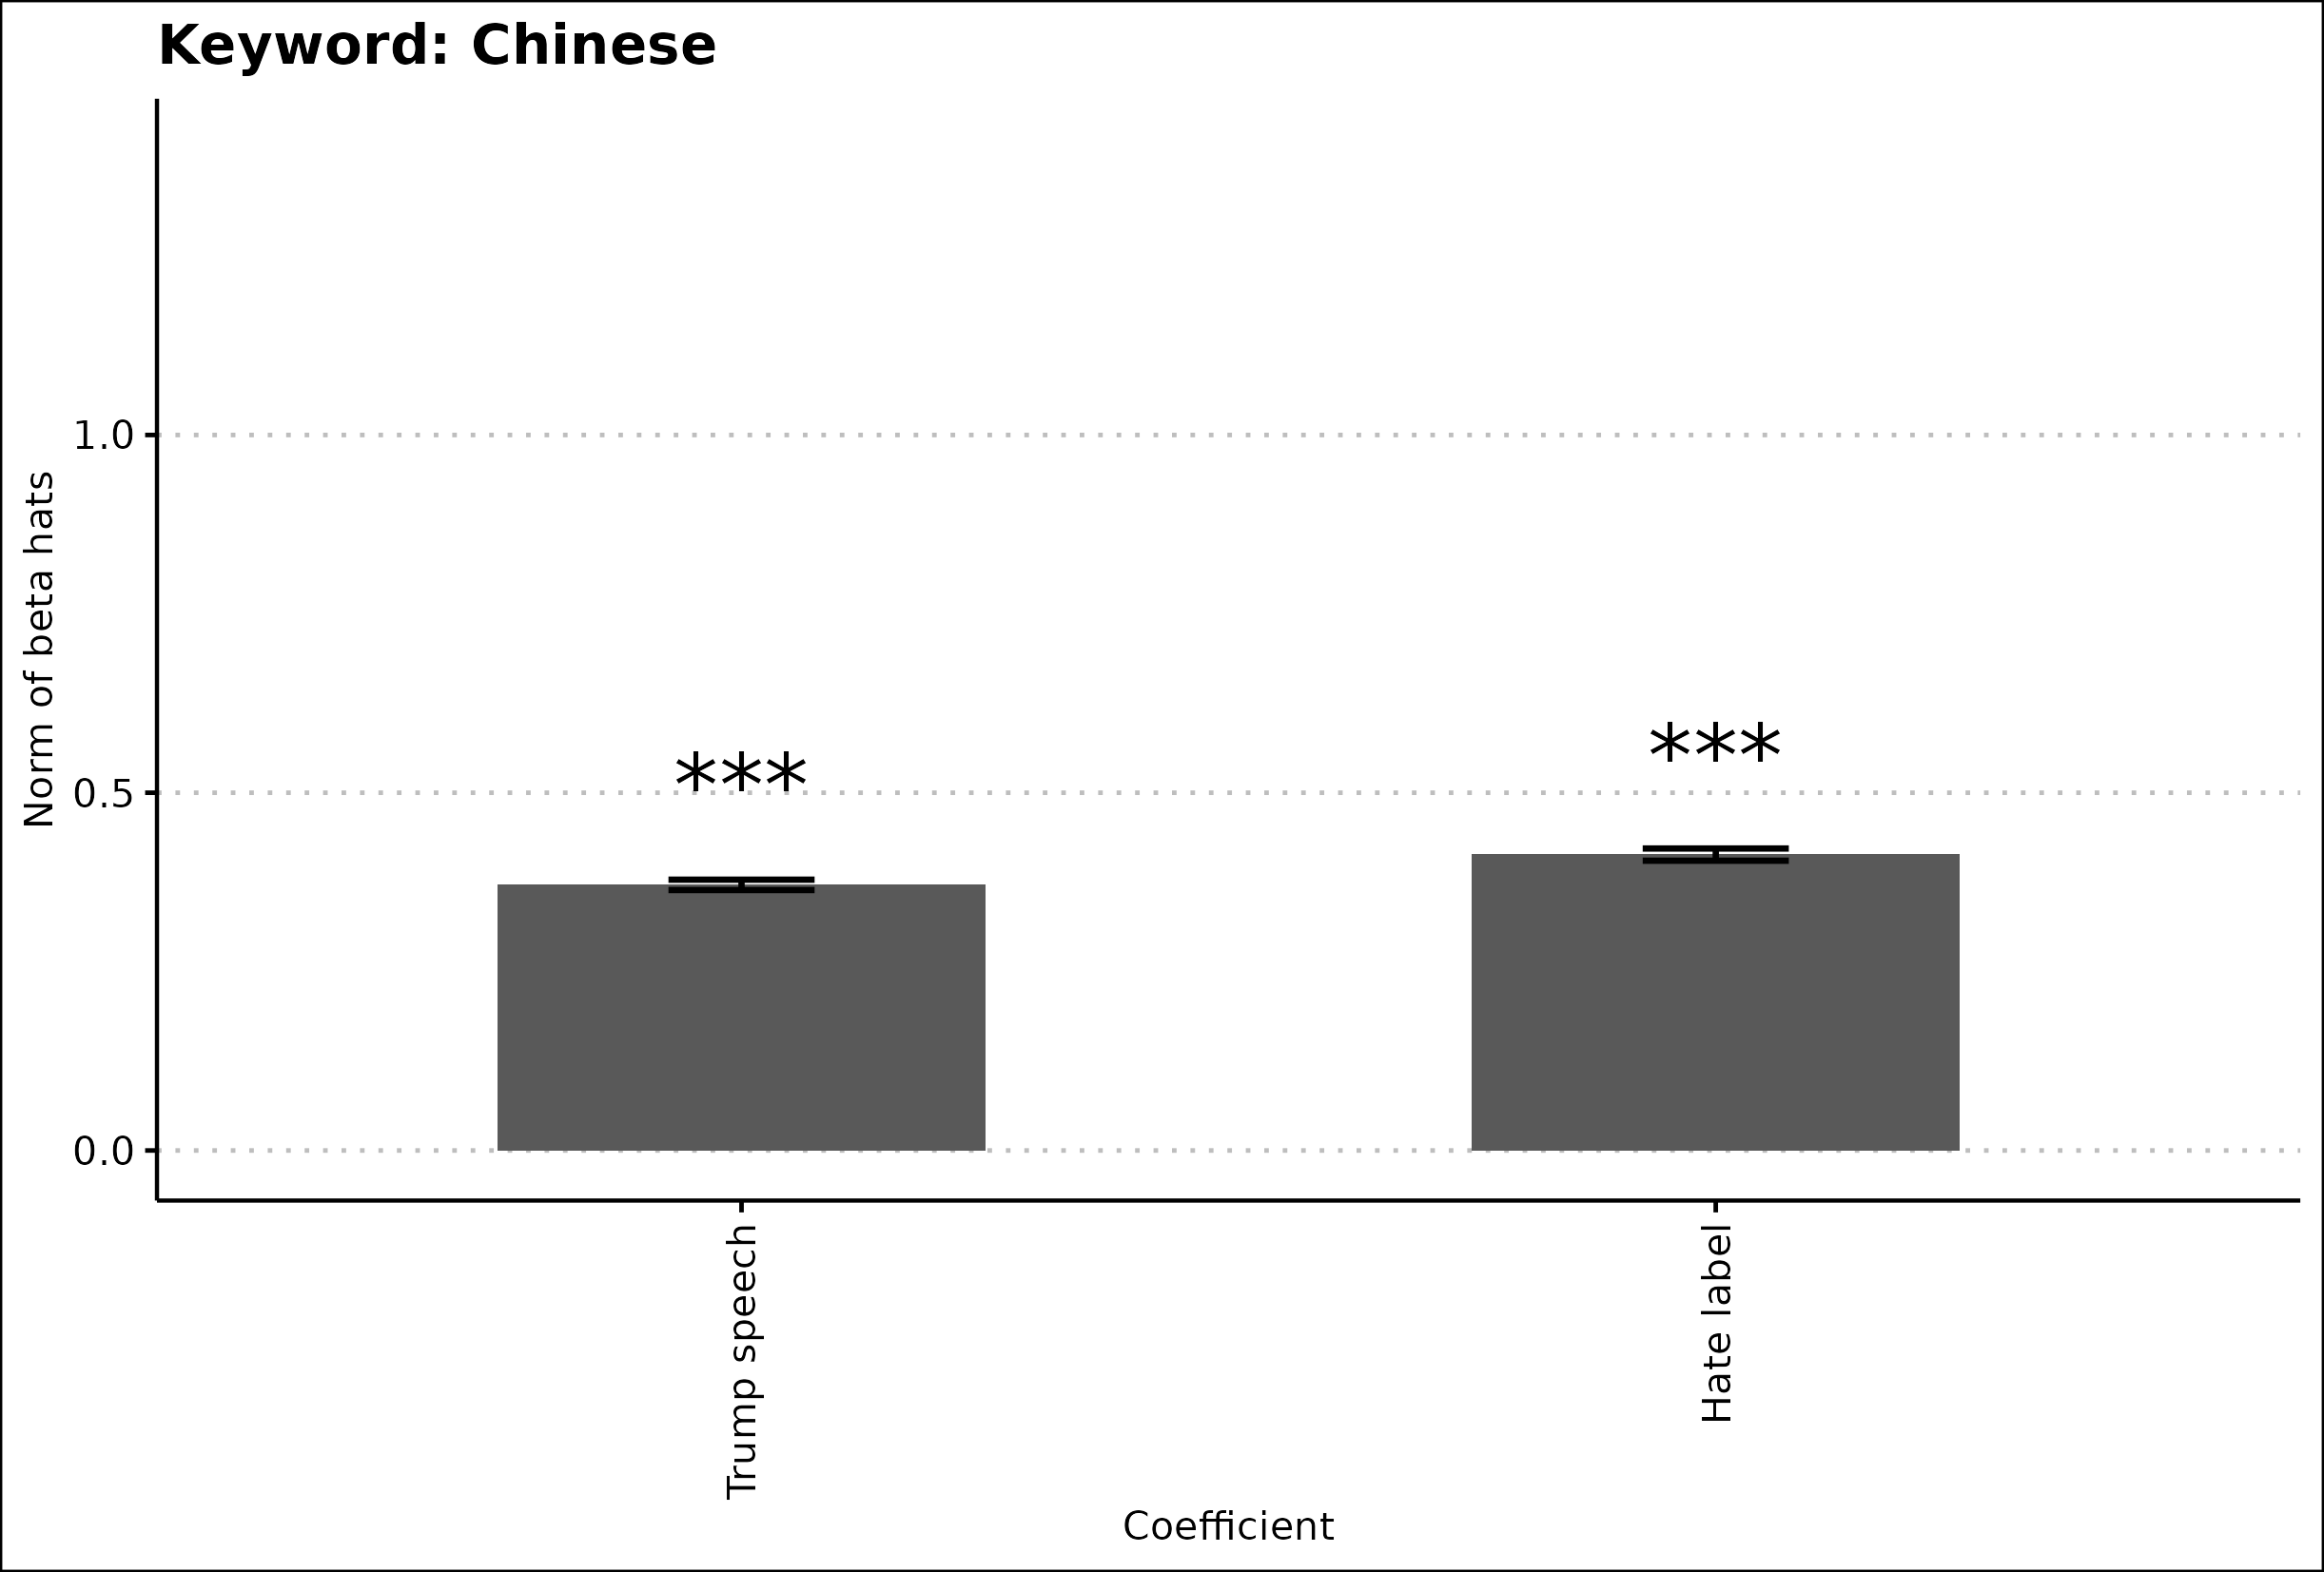 Keyword: Chinese
Norm of beta hats
1.0
0.5
0.0
***
***
Trump speech
Hate label
Coefficient